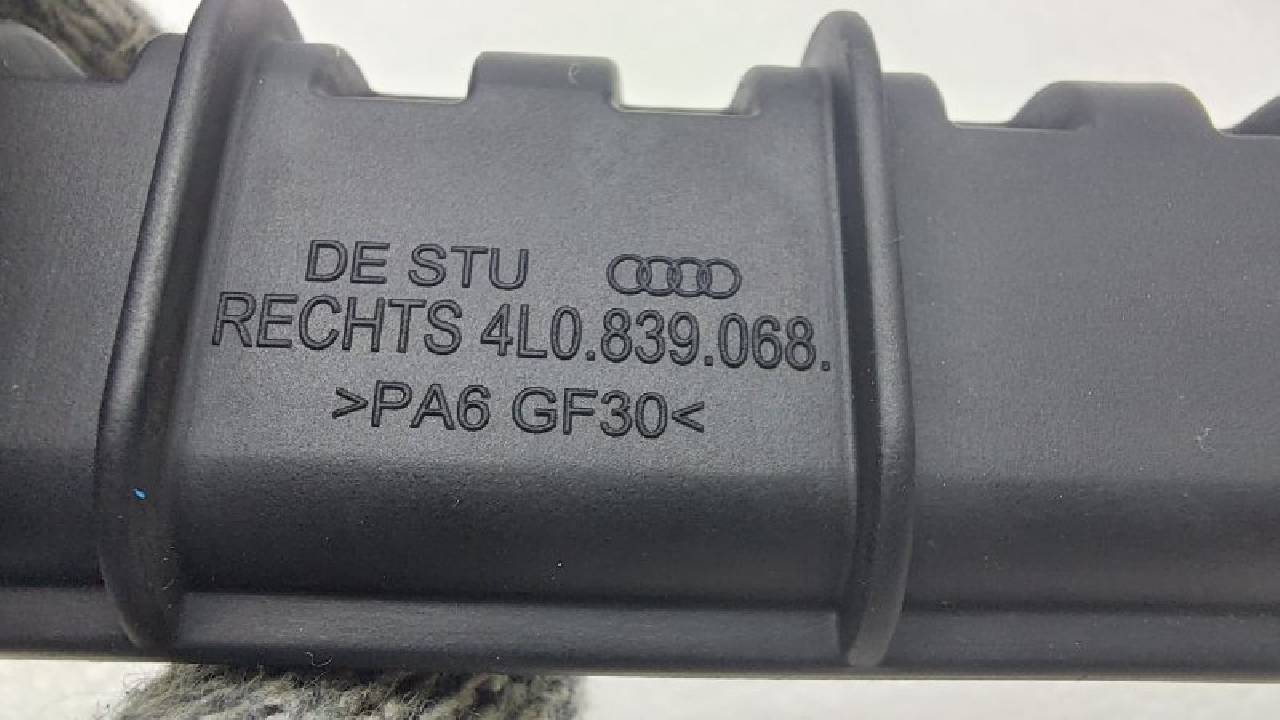 DE STU
RECHTS 4L0.839.068.
>PA6 GF30<